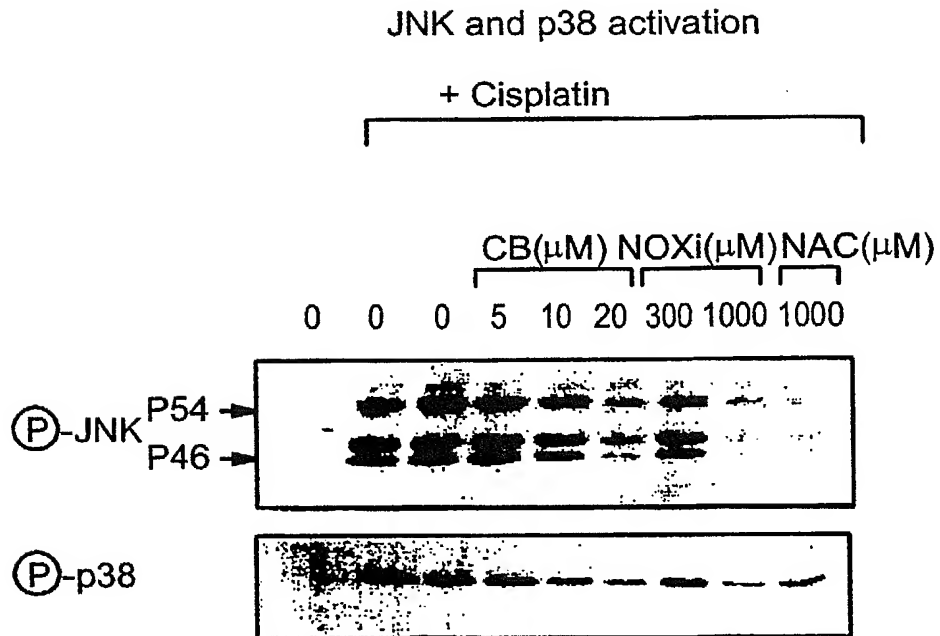 JNK and p38 activation
+ Cisplatin
CB(μM) NOXi(μM) NAC(μM)
0 0 0 5 10 20 300 1000 1000
P54
Ⓟ-JNK
P46
Ⓟ-p38